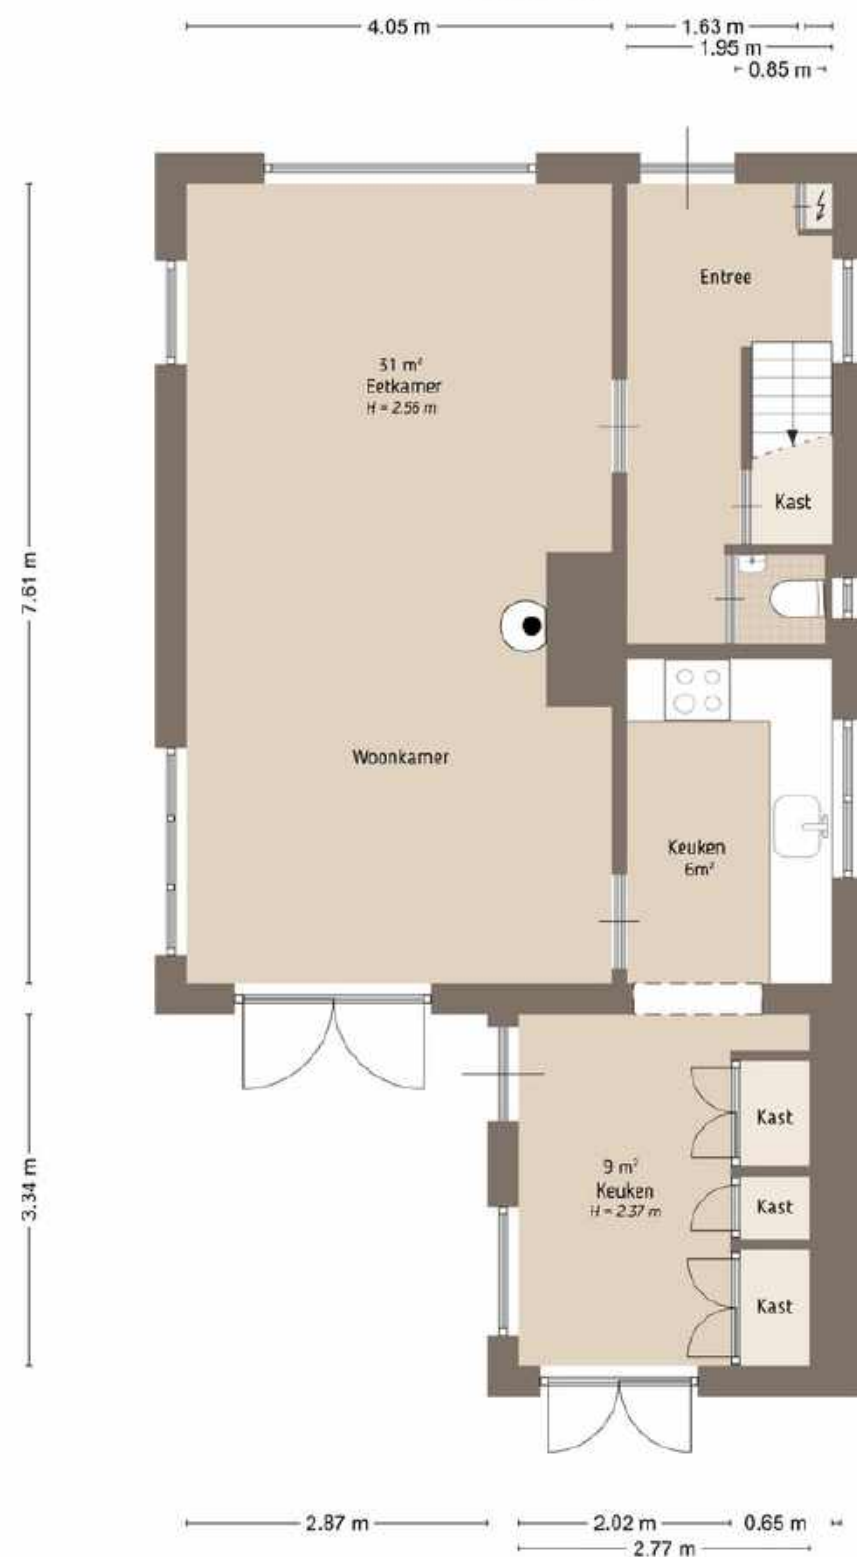 4.05 m
1.63 m
1.95 m
0.85 m
Entree
31 m²
Eetkamer
H = 2.56 m
Kast
7.61 m
Woonkamer
Keuken
6m²
Kast
3.34 m
9 m²
Keuken
H = 2.37 m
Kast
Kast
2.87 m
2.02 m
0.65 m
2.77 m